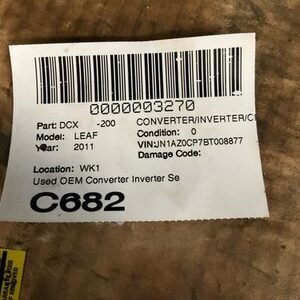 0000003270
Part: DCX -200 CONVERTER/INVERTER/C
Model: LEAF Condition: 0
Year: 2011 VIN:JN1AZ0CP7BT008877
Damage Code:
Location: WK1
Used OEM Converter Inverter Se
C682